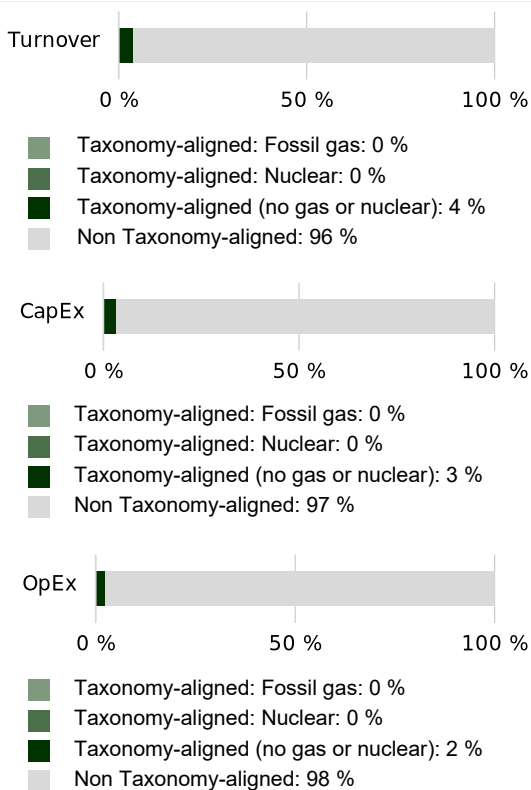 Turnover
0 % 50 % 100 %
Taxonomy-aligned: Fossil gas: 0 %
Taxonomy-aligned: Nuclear: 0 %
Taxonomy-aligned (no gas or nuclear): 4 %
Non Taxonomy-aligned: 96 %
CapEx
0 % 50 % 100 %
Taxonomy-aligned: Fossil gas: 0 %
Taxonomy-aligned: Nuclear: 0 %
Taxonomy-aligned (no gas or nuclear): 3 %
Non Taxonomy-aligned: 97 %
OpEx
0 % 50 % 100 %
Taxonomy-aligned: Fossil gas: 0 %
Taxonomy-aligned: Nuclear: 0 %
Taxonomy-aligned (no gas or nuclear): 2 %
Non Taxonomy-aligned: 98 %